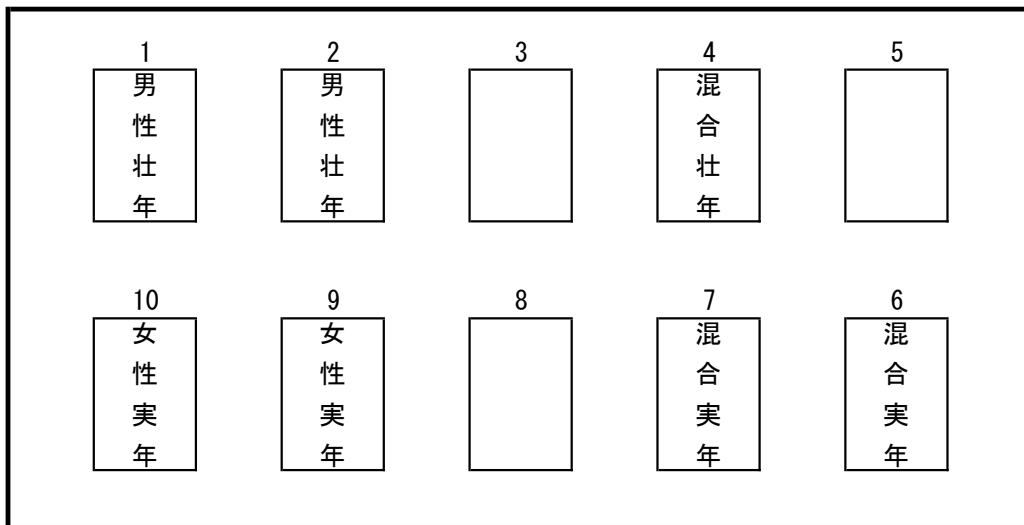 1 2 3 4 5
男性壮年 男性壮年 混合壮年
10 9 8 7 6
女性実年 女性実年 混合実年 混合実年